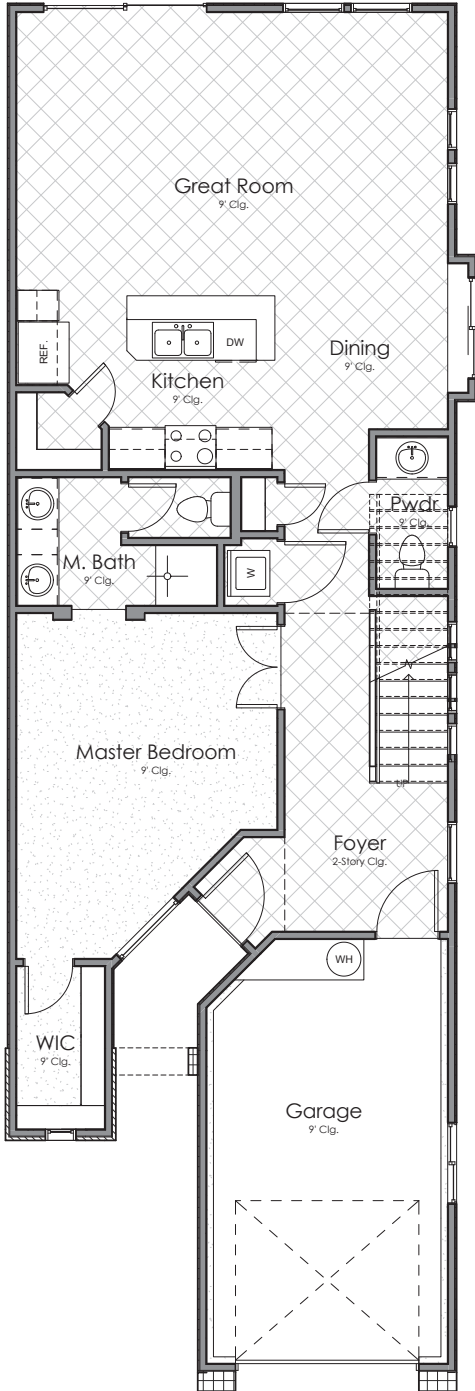 Great Room
9' Clg.
REF.
DW
Dining
9' Clg.
Kitchen
9' Clg.
Pwdr
9' Clg.
M. Bath
9' Clg.
W
Master Bedroom
9' Clg.
UP
Foyer
2-Story Clg.
WH
WIC
9' Clg.
Garage
9' Clg.